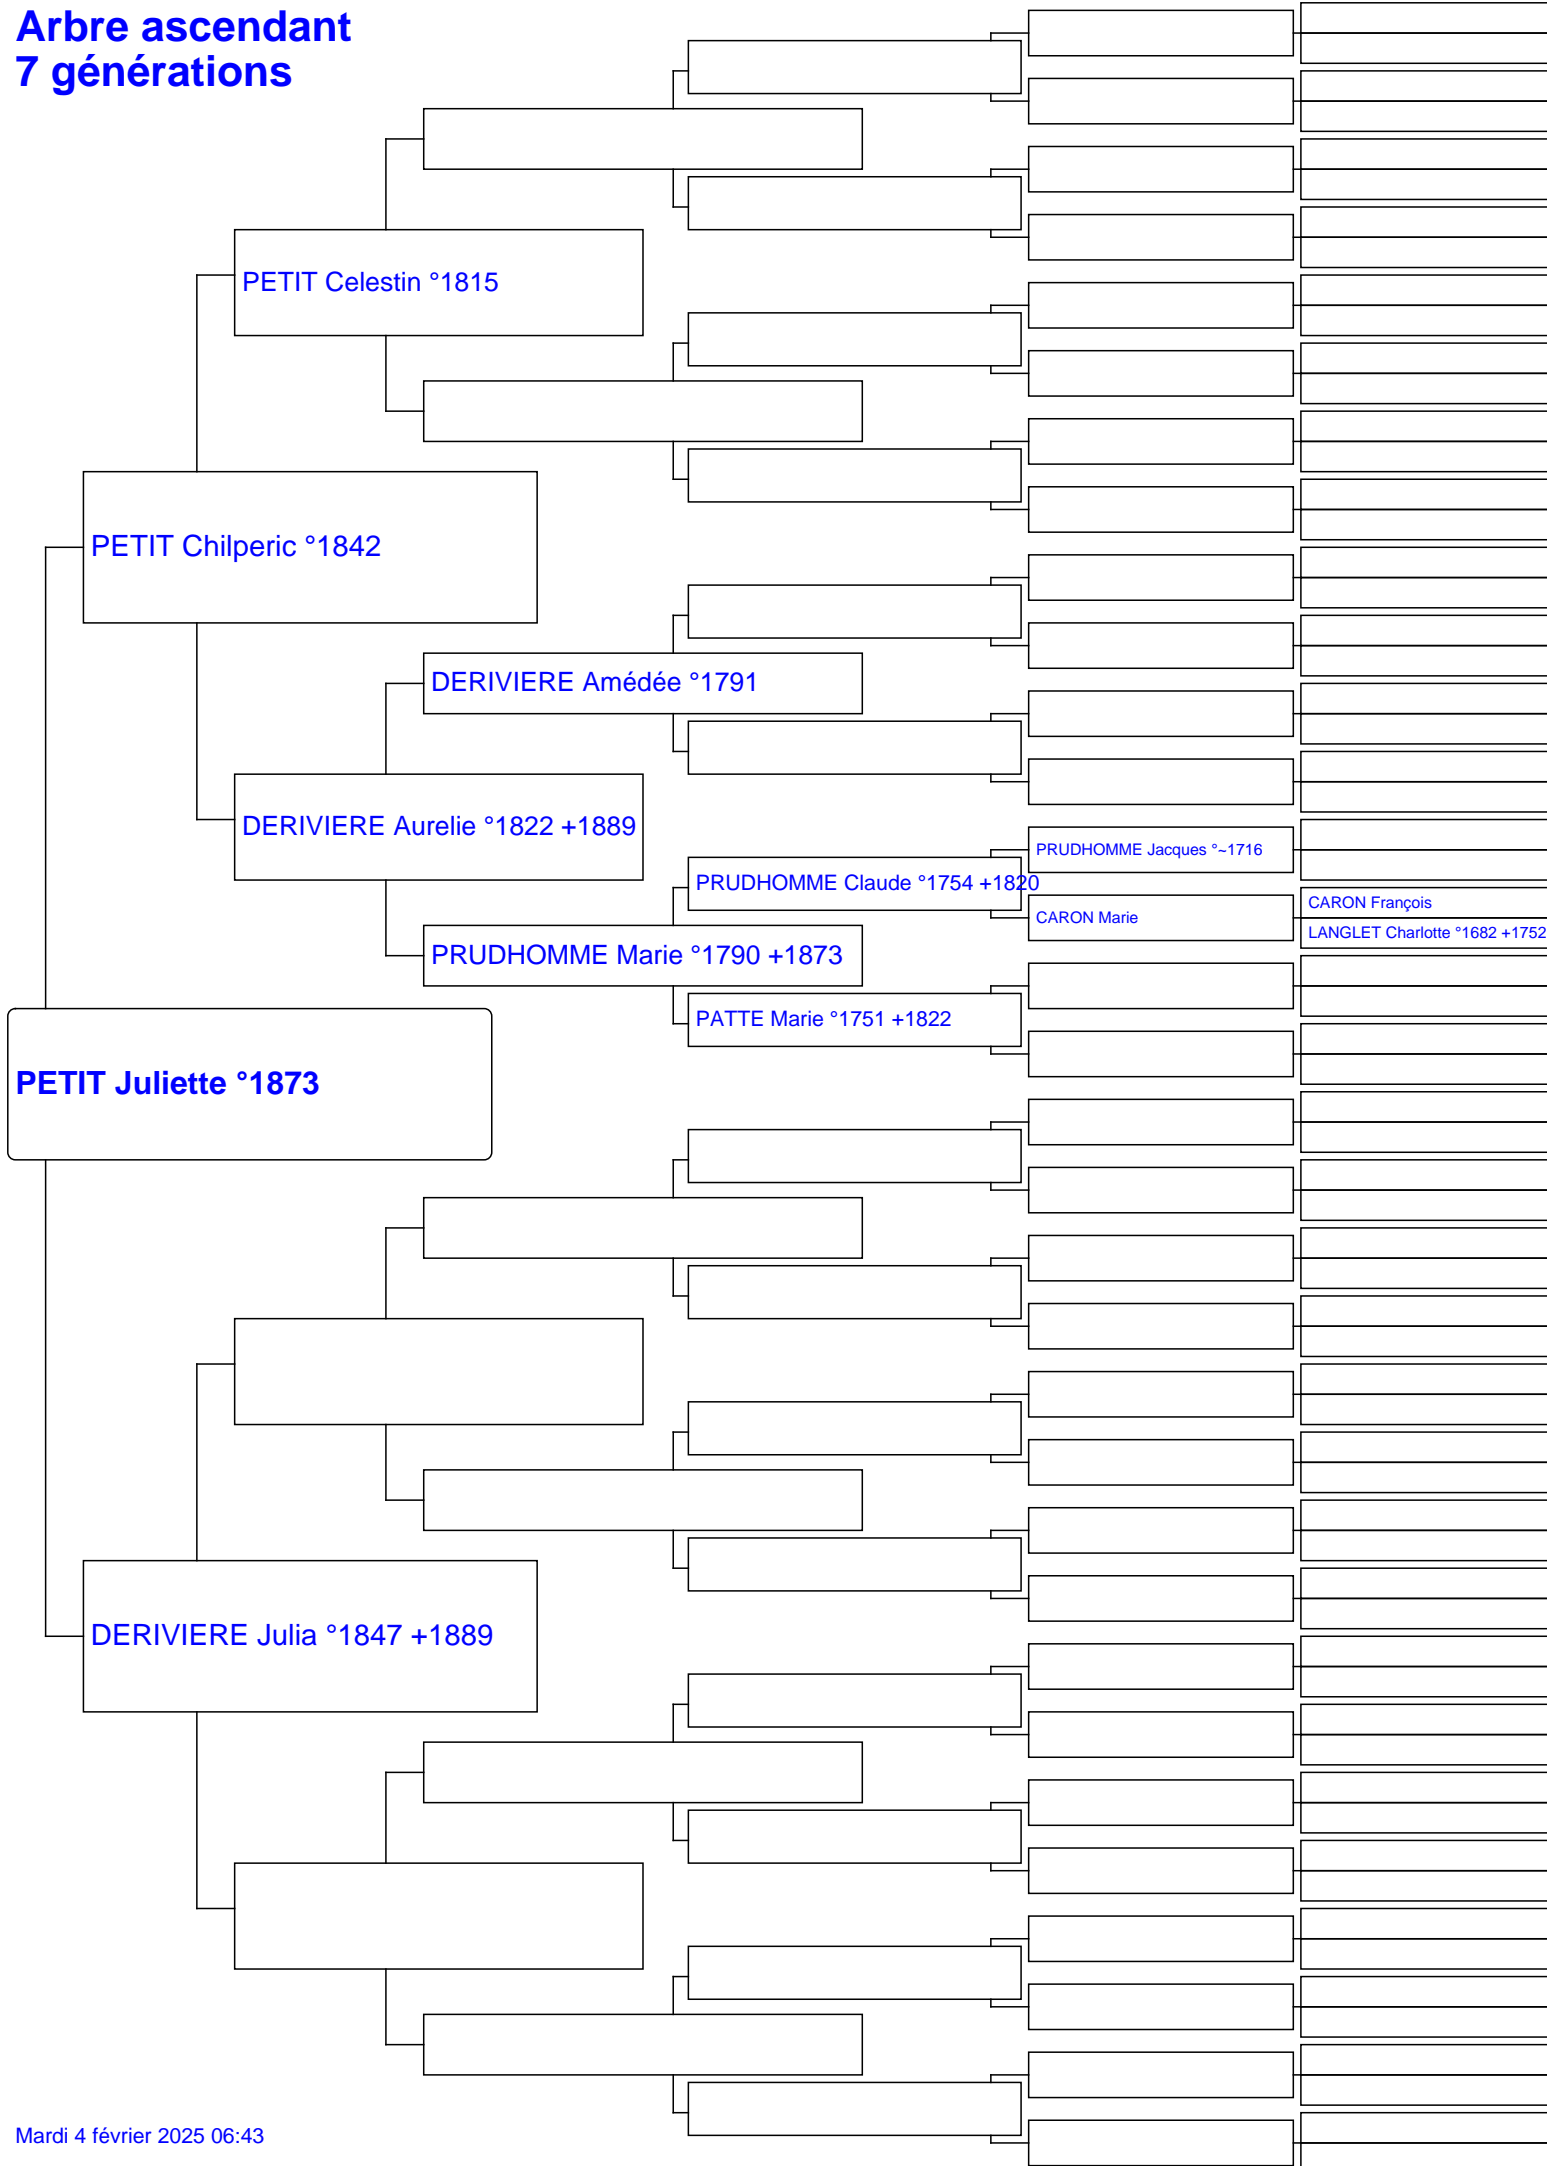 Arbre ascendant
7 générations
PETIT Celestin °1815
PETIT Chilperic °1842
DERIVIERE Amédée °1791
DERIVIERE Aurelie °1822 +1889
PRUDHOMME Jacques °~1716
PRUDHOMME Claude °1754 +1820
CARON François
CARON Marie
LANGLET Charlotte °1682 +1752
PRUDHOMME Marie °1790 +1873
PATTE Marie °1751 +1822
PETIT Juliette °1873
DERIVIERE Julia °1847 +1889
Mardi 4 février 2025 06:43